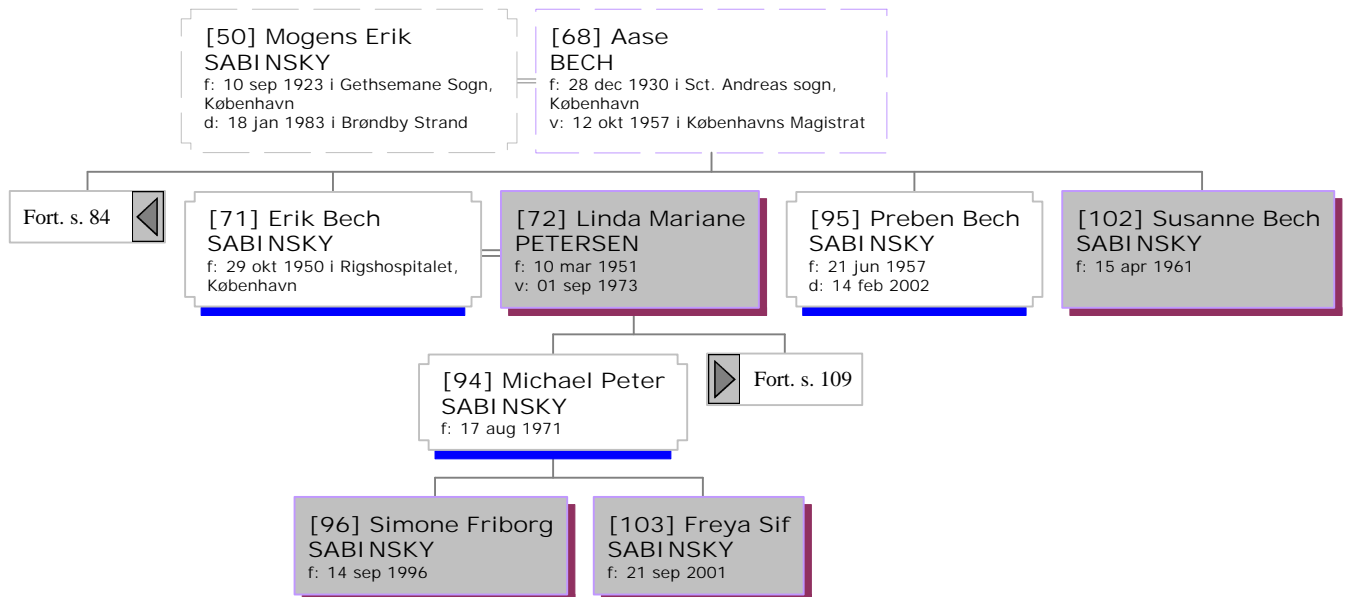 [50] Mogens Erik
SABINSKY
f: 10 sep 1923 i Gethsemane Sogn,
København
d: 18 jan 1983 i Brøndby Strand
[68] Aase
BECH
f: 28 dec 1930 i Sct. Andreas sogn,
København
v: 12 okt 1957 i Københavns Magistrat
Fort. s. 84
[71] Erik Bech
SABINSKY
f: 29 okt 1950 i Rigshospitalet,
København
[72] Linda Mariane
PETERSEN
f: 10 mar 1951
v: 01 sep 1973
[95] Preben Bech
SABINSKY
f: 21 jun 1957
d: 14 feb 2002
[102] Susanne Bech
SABINSKY
f: 15 apr 1961
[94] Michael Peter
SABINSKY
f: 17 aug 1971
Fort. s. 109
[96] Simone Friborg
SABINSKY
f: 14 sep 1996
[103] Freya Sif
SABINSKY
f: 21 sep 2001